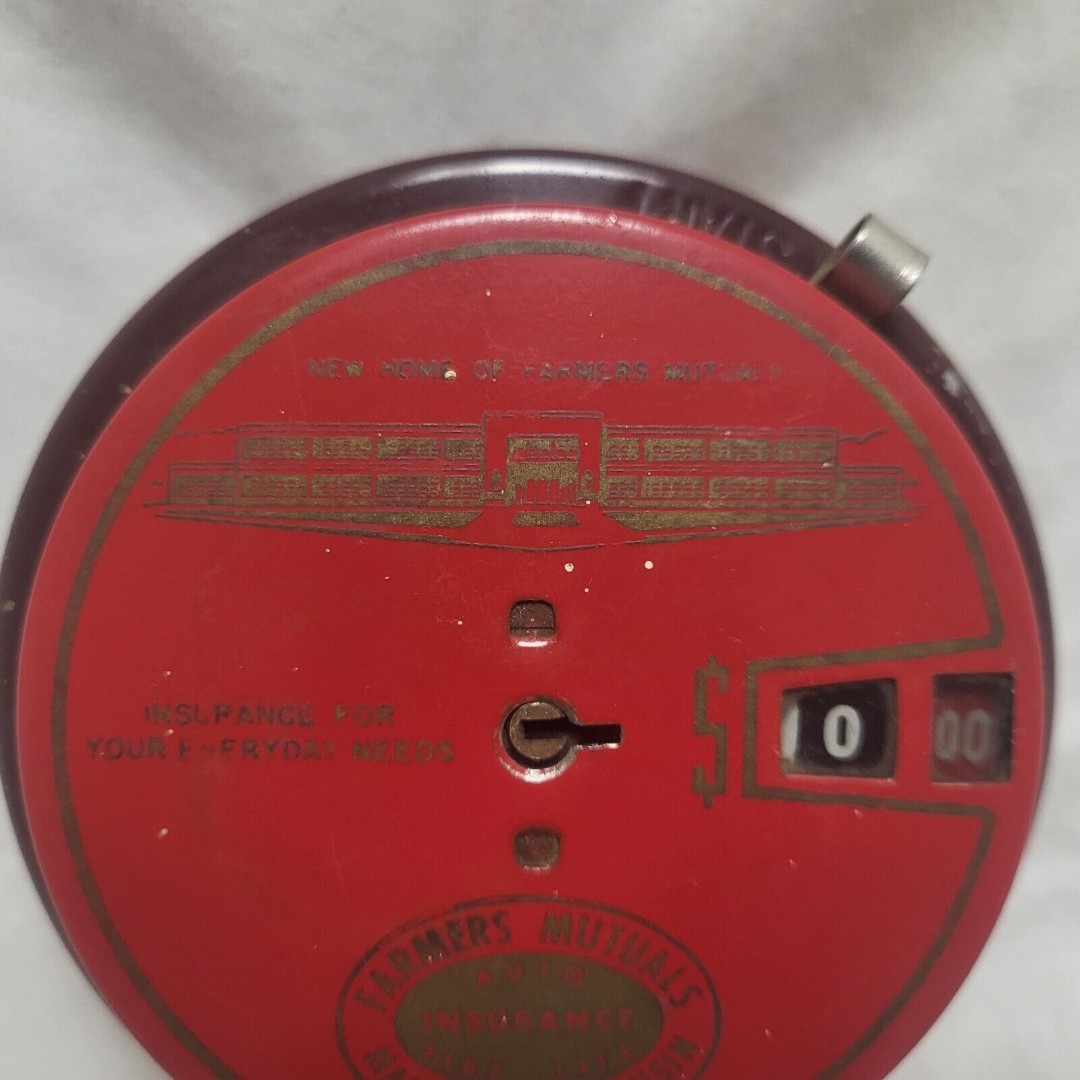 NEW HOME OF FARMERS MUTUALS
INSURANCE FOR
YOUR EVERYDAY NEEDS
$ 0 00
FARMERS MUTUALS
AUTO
INSURANCE